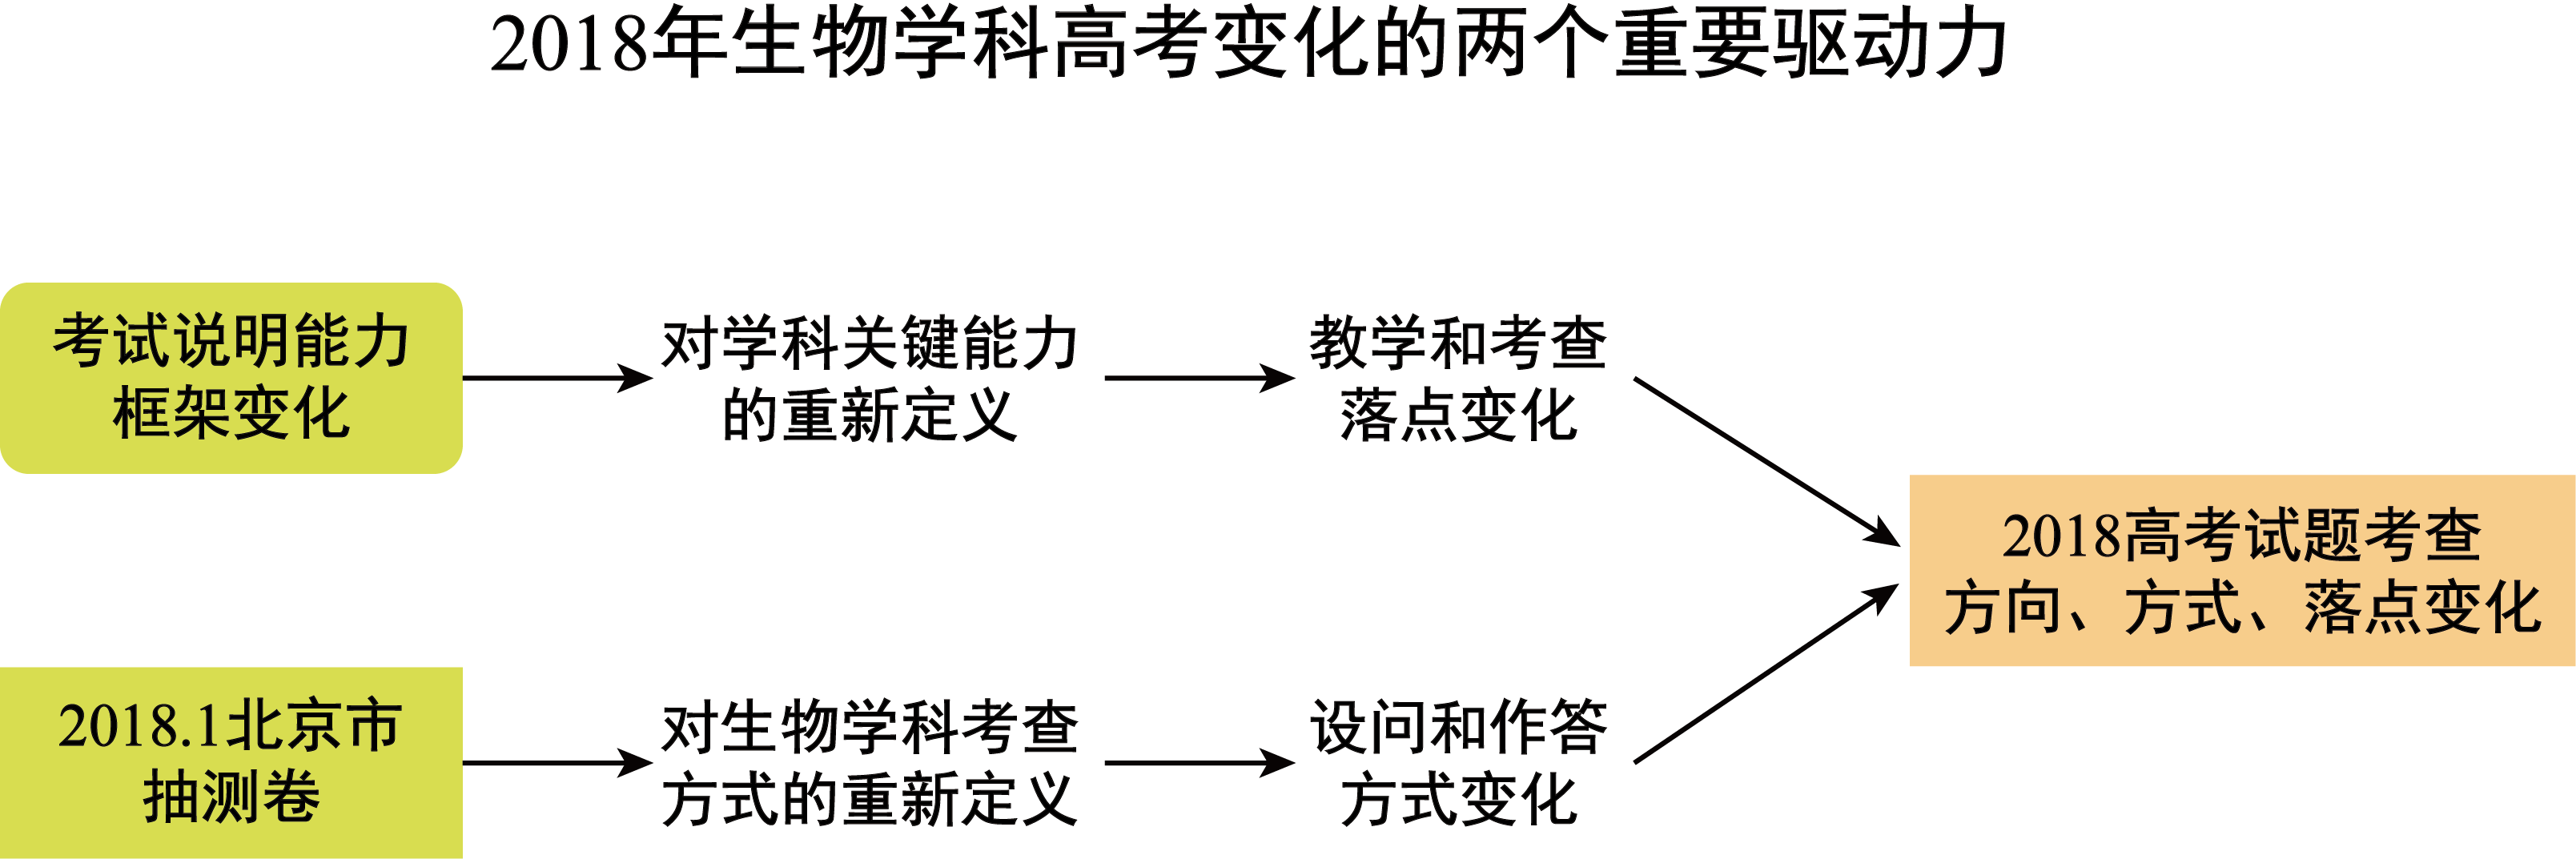 2018年生物学科高考变化的两个重要驱动力
考试说明能力
框架变化
对学科关键能力
的重新定义
教学和考查
落点变化
2018高考试题考查
方向、方式、落点变化
2018.1北京市
抽测卷
对生物学科考查
方式的重新定义
设问和作答
方式变化